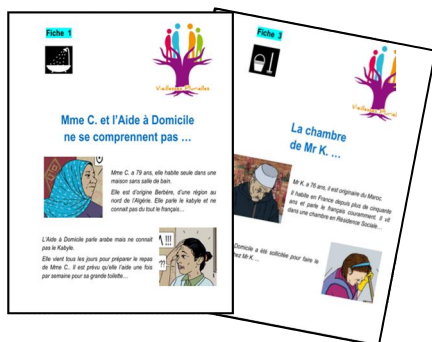 Fiche 1
Vieillesses Plurielles
Mme C. et l'Aide à Domicile
ne se comprennent pas …
Mme C. a 79 ans, elle habite seule dans une
maison sans salle de bain.
Elle est d'origine Berbère, d'une région au
nord de l'Algérie. Elle parle le kabyle et ne
connait pas du tout le français…
L'Aide à Domicile parle arabe mais ne connait
pas le Kabyle.
Elle vient tous les jours pour préparer le repas
de Mme C.. Il est prévu qu'elle l'aide une fois
par semaine pour sa grande toilette…
!!!
??
Fiche 3
Vieillesses
La chambre
de Mr K. …
Mr K. a 76 ans, il est originaire du Maroc.
Il habite en France depuis plus de cinquante
ans et parle le français couramment. Il vit
dans une chambre en Résidence Sociale…
Domicile a été sollicitée pour faire le
chez Mr K…